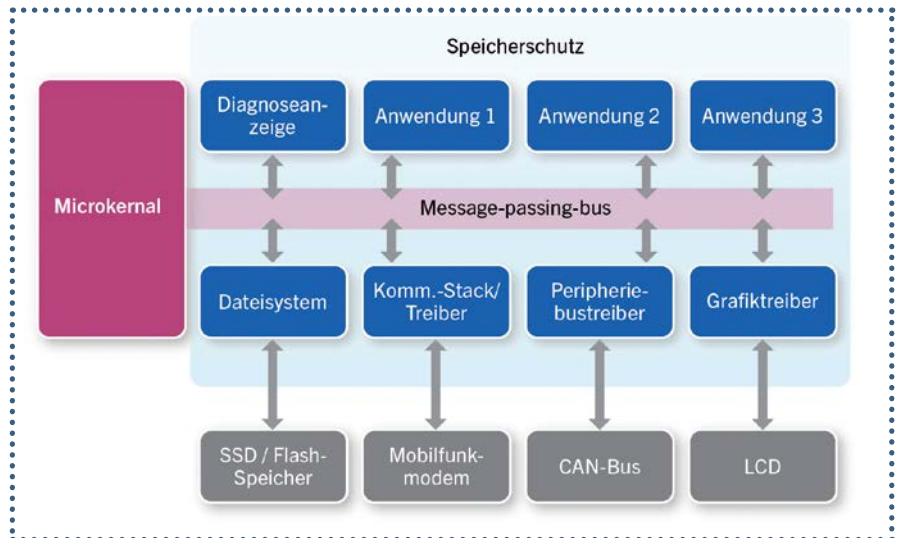 Speicherschutz
Diagnosean-
zeige
Anwendung 1
Anwendung 2
Anwendung 3
Microkernal
Message-passing-bus
Dateisystem
Komm.-Stack/
Treiber
Peripherie-
bustreiber
Grafiktreiber
SSD / Flash-
Speicher
Mobilfunk-
modem
CAN-Bus
LCD